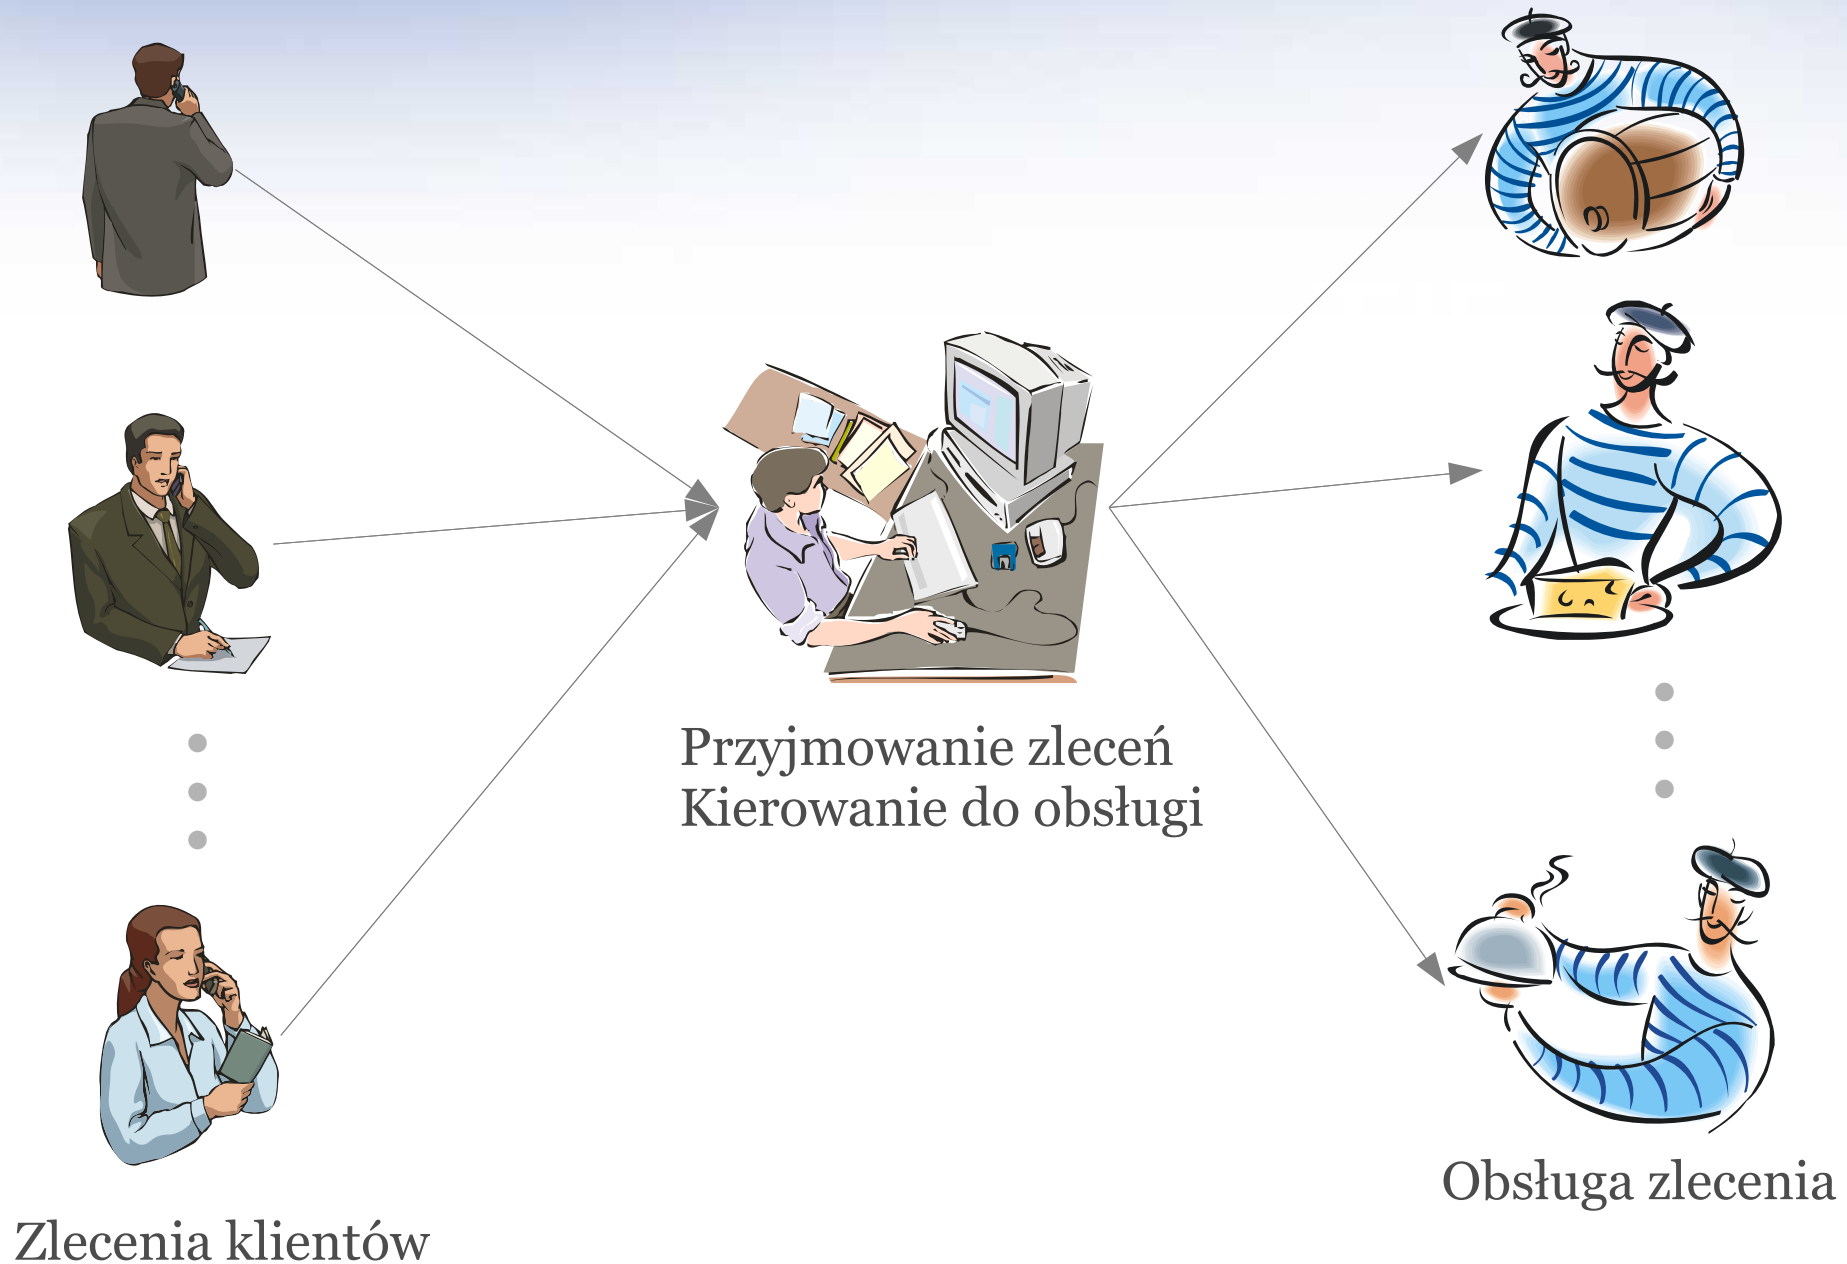 Przyjmowanie zleceń
Kierowanie do obsługi
Obsługa zlecenia
Zlecenia klientów